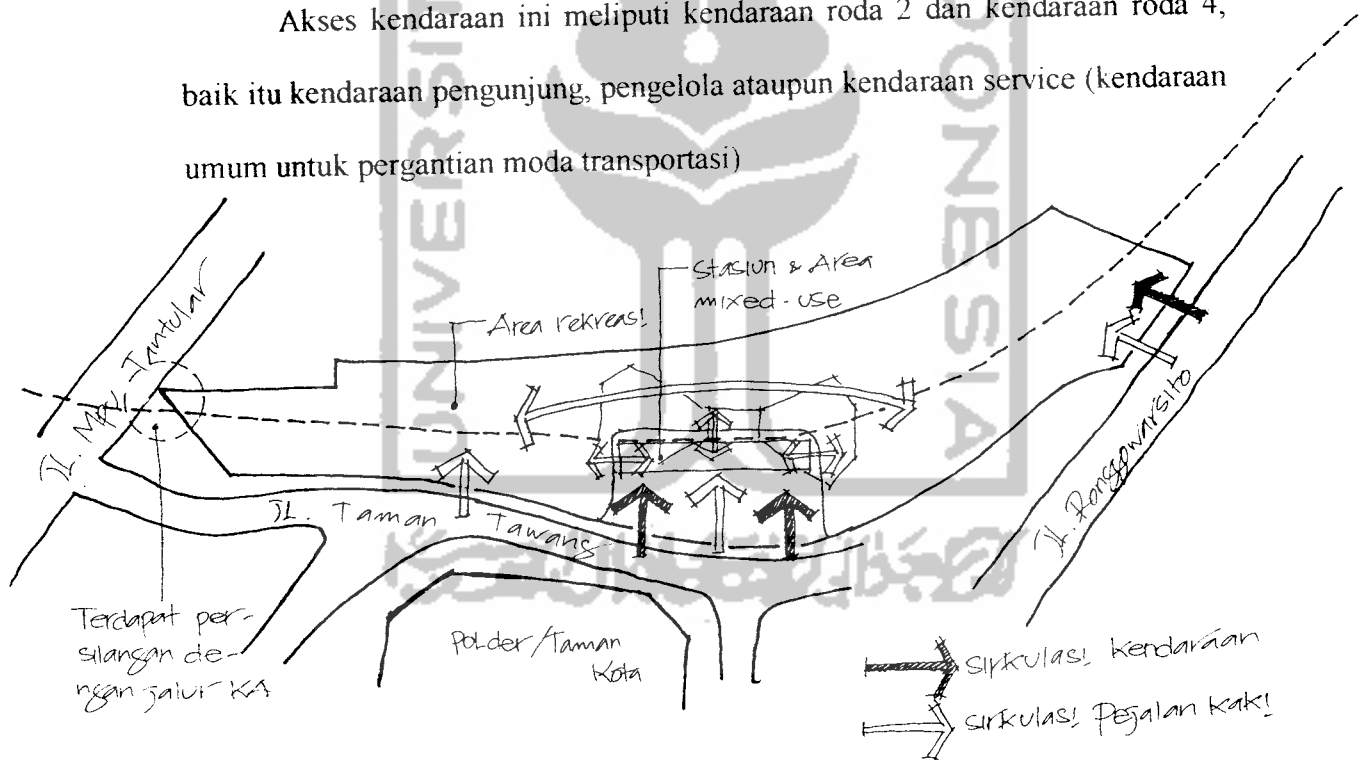 Akses kendaraan ini meliputi kendaraan roda 2 dan kendaraan roda 4,
baik itu kendaraan pengunjung, pengelola ataupun kendaraan service (kendaraan
umum untuk pergantian moda transportasi)
UNIVERSIT
DONESIA
Stasiun & Area
mixed-use
Area rekreasi
JL. Mpu Tantular
JL. Taman Tawang
JL. Ronggowarsito
Terdapat per-
silangan de-
ngan jalur KA
Polder/Taman
Kota
sirkulasi kendaraan
sirkulasi Pejalan kaki